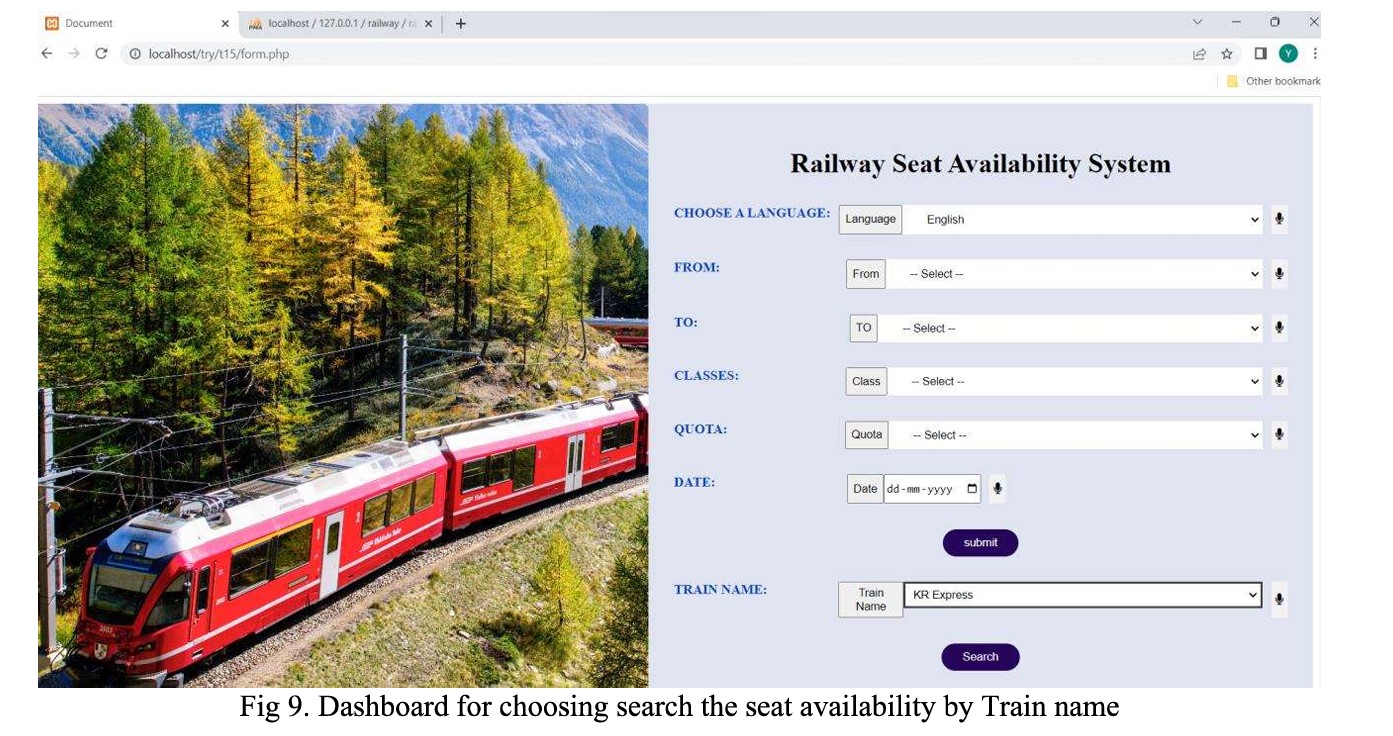 Document
localhost / 127.0.0.1 / railway / ra
localhost/try/t15/form.php
Y
Other bookmark
Railway Seat Availability System
CHOOSE A LANGUAGE: Language English
FROM: From -- Select --
TO: TO -- Select --
CLASSES: Class -- Select --
QUOTA: Quota -- Select --
DATE: Date dd-mm-yyyy
submit
TRAIN NAME: Train Name KR Express
Search
Fig 9. Dashboard for choosing search the seat availability by Train name